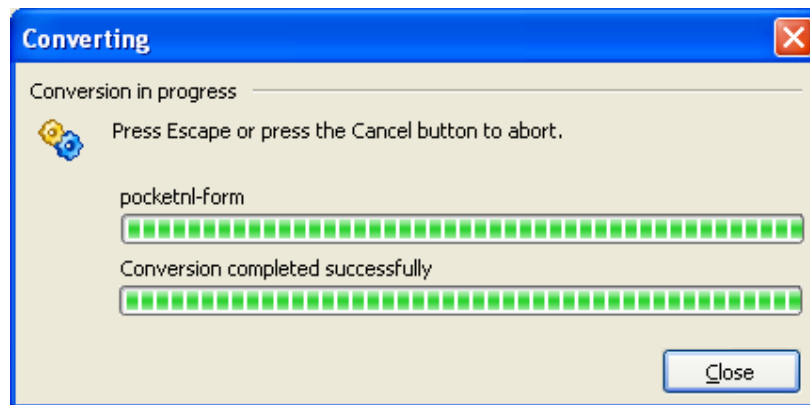 Converting
Conversion in progress
Press Escape or press the Cancel button to abort.
pocketnl-form
Conversion completed successfully
Close